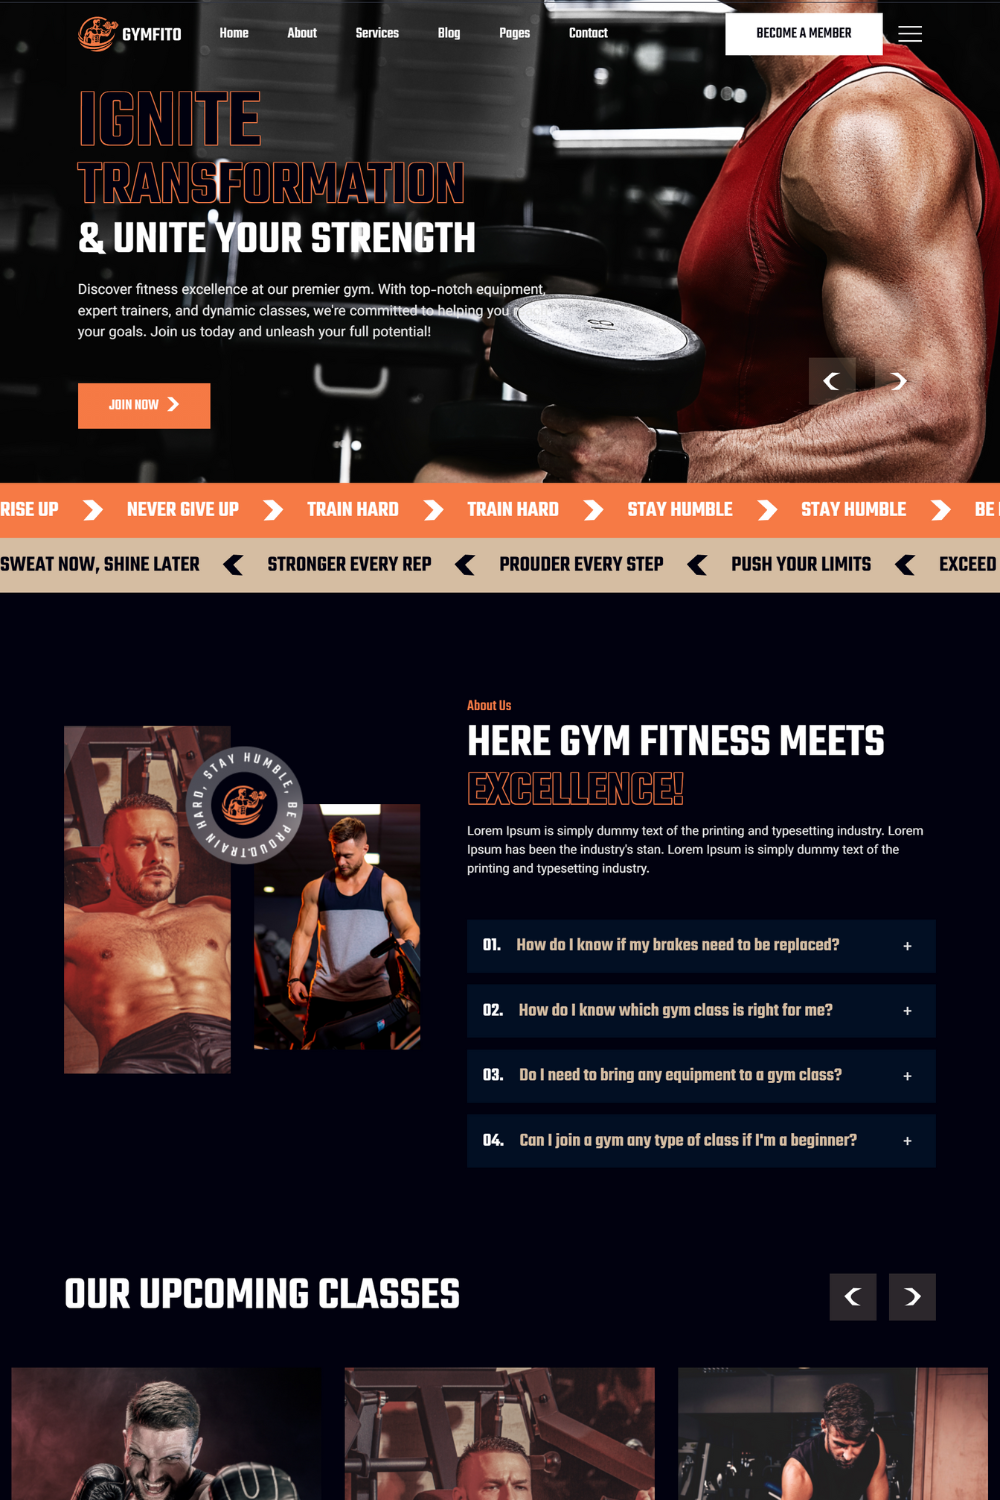 GYMFITO
Home About Services Blog Pages Contact
BECOME A MEMBER
IGNITE
TRANSFORMATION
& UNITE YOUR STRENGTH
Discover fitness excellence at our premier gym. With top-notch equipment,
expert trainers, and dynamic classes, we're committed to helping you
your goals. Join us today and unleash your full potential!
18
JOIN NOW
RISE UP NEVER GIVE UP TRAIN HARD TRAIN HARD STAY HUMBLE STAY HUMBLE BE
SWEAT NOW, SHINE LATER STRONGER EVERY REP PROUDER EVERY STEP PUSH YOUR LIMITS EXCEED
About Us
HERE GYM FITNESS MEETS
EXCELLENCE!
TRAIN HARD, STAY HUMBLE, BE PROUD.
Lorem Ipsum is simply dummy text of the printing and typesetting industry. Lorem
Ipsum has been the industry's stan. Lorem Ipsum is simply dummy text of the
printing and typesetting industry.
01. How do I know if my brakes need to be replaced? +
02. How do I know which gym class is right for me? +
03. Do I need to bring any equipment to a gym class? +
04. Can I join a gym any type of class if I'm a beginner? +
OUR UPCOMING CLASSES